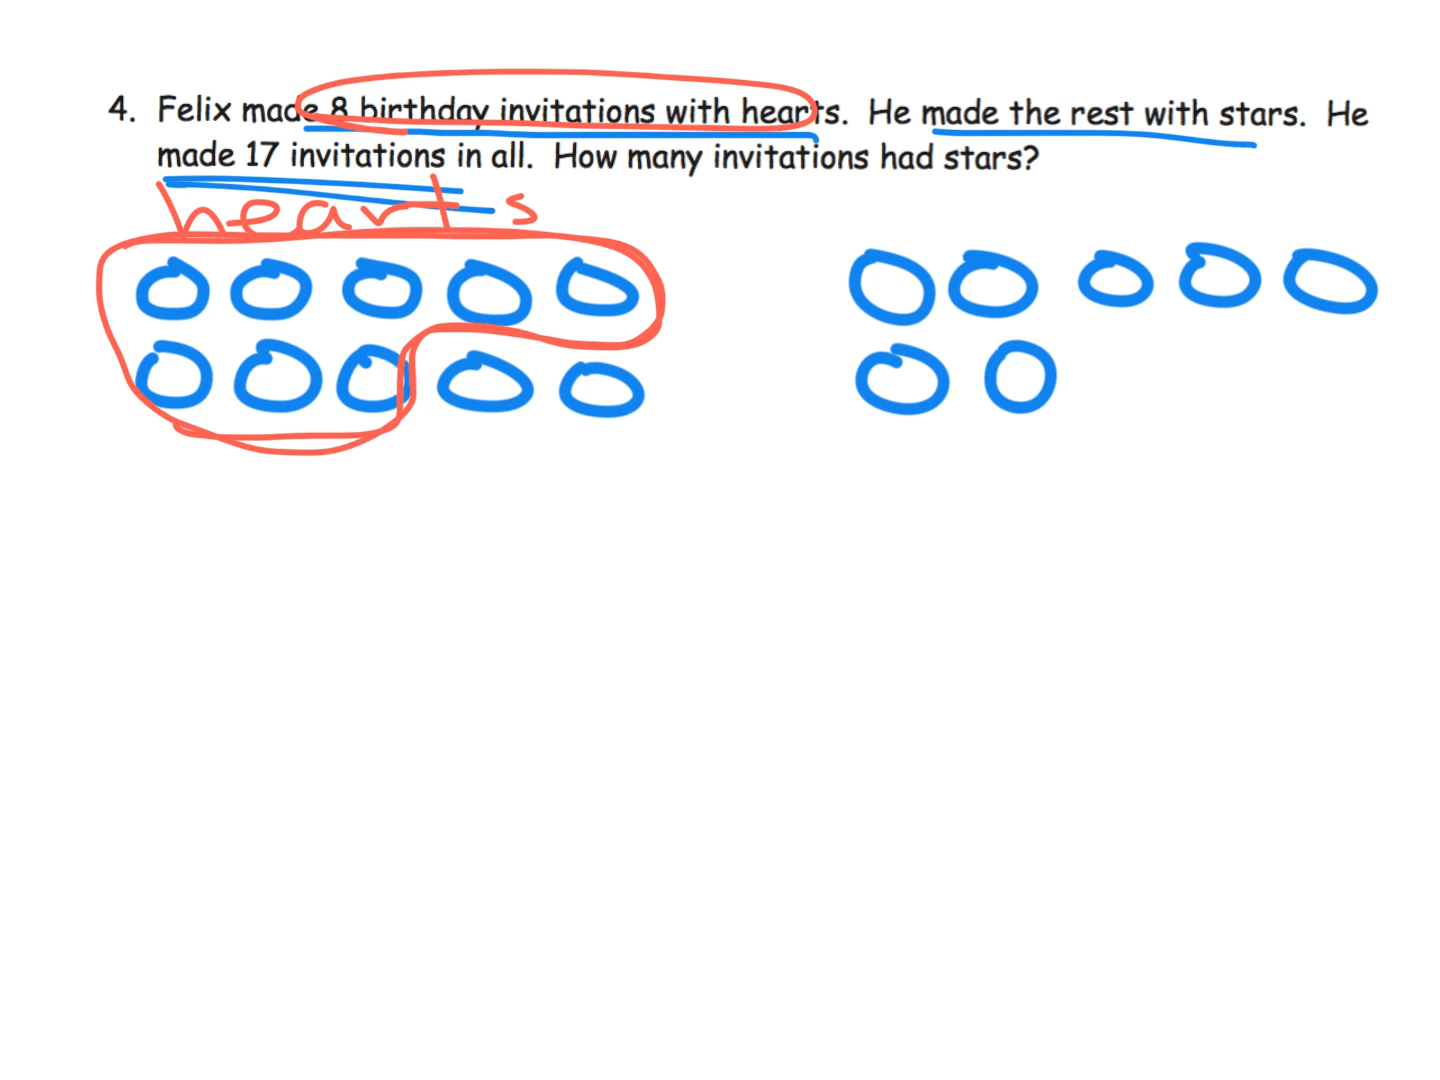 4. Felix made 8 birthday invitations with hearts. He made the rest with stars. He
made 17 invitations in all. How many invitations had stars?
hearts